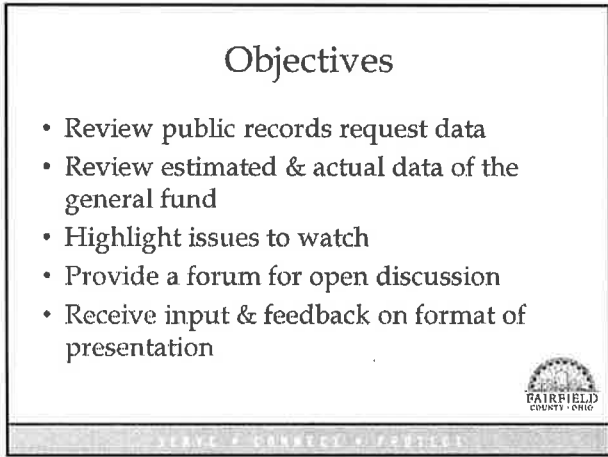 Objectives
• Review public records request data
• Review estimated & actual data of the
general fund
• Highlight issues to watch
• Provide a forum for open discussion
• Receive input & feedback on format of
presentation
FAIRFIELD
COUNTY • OHIO
SERVE • CONNECT • PROTECT